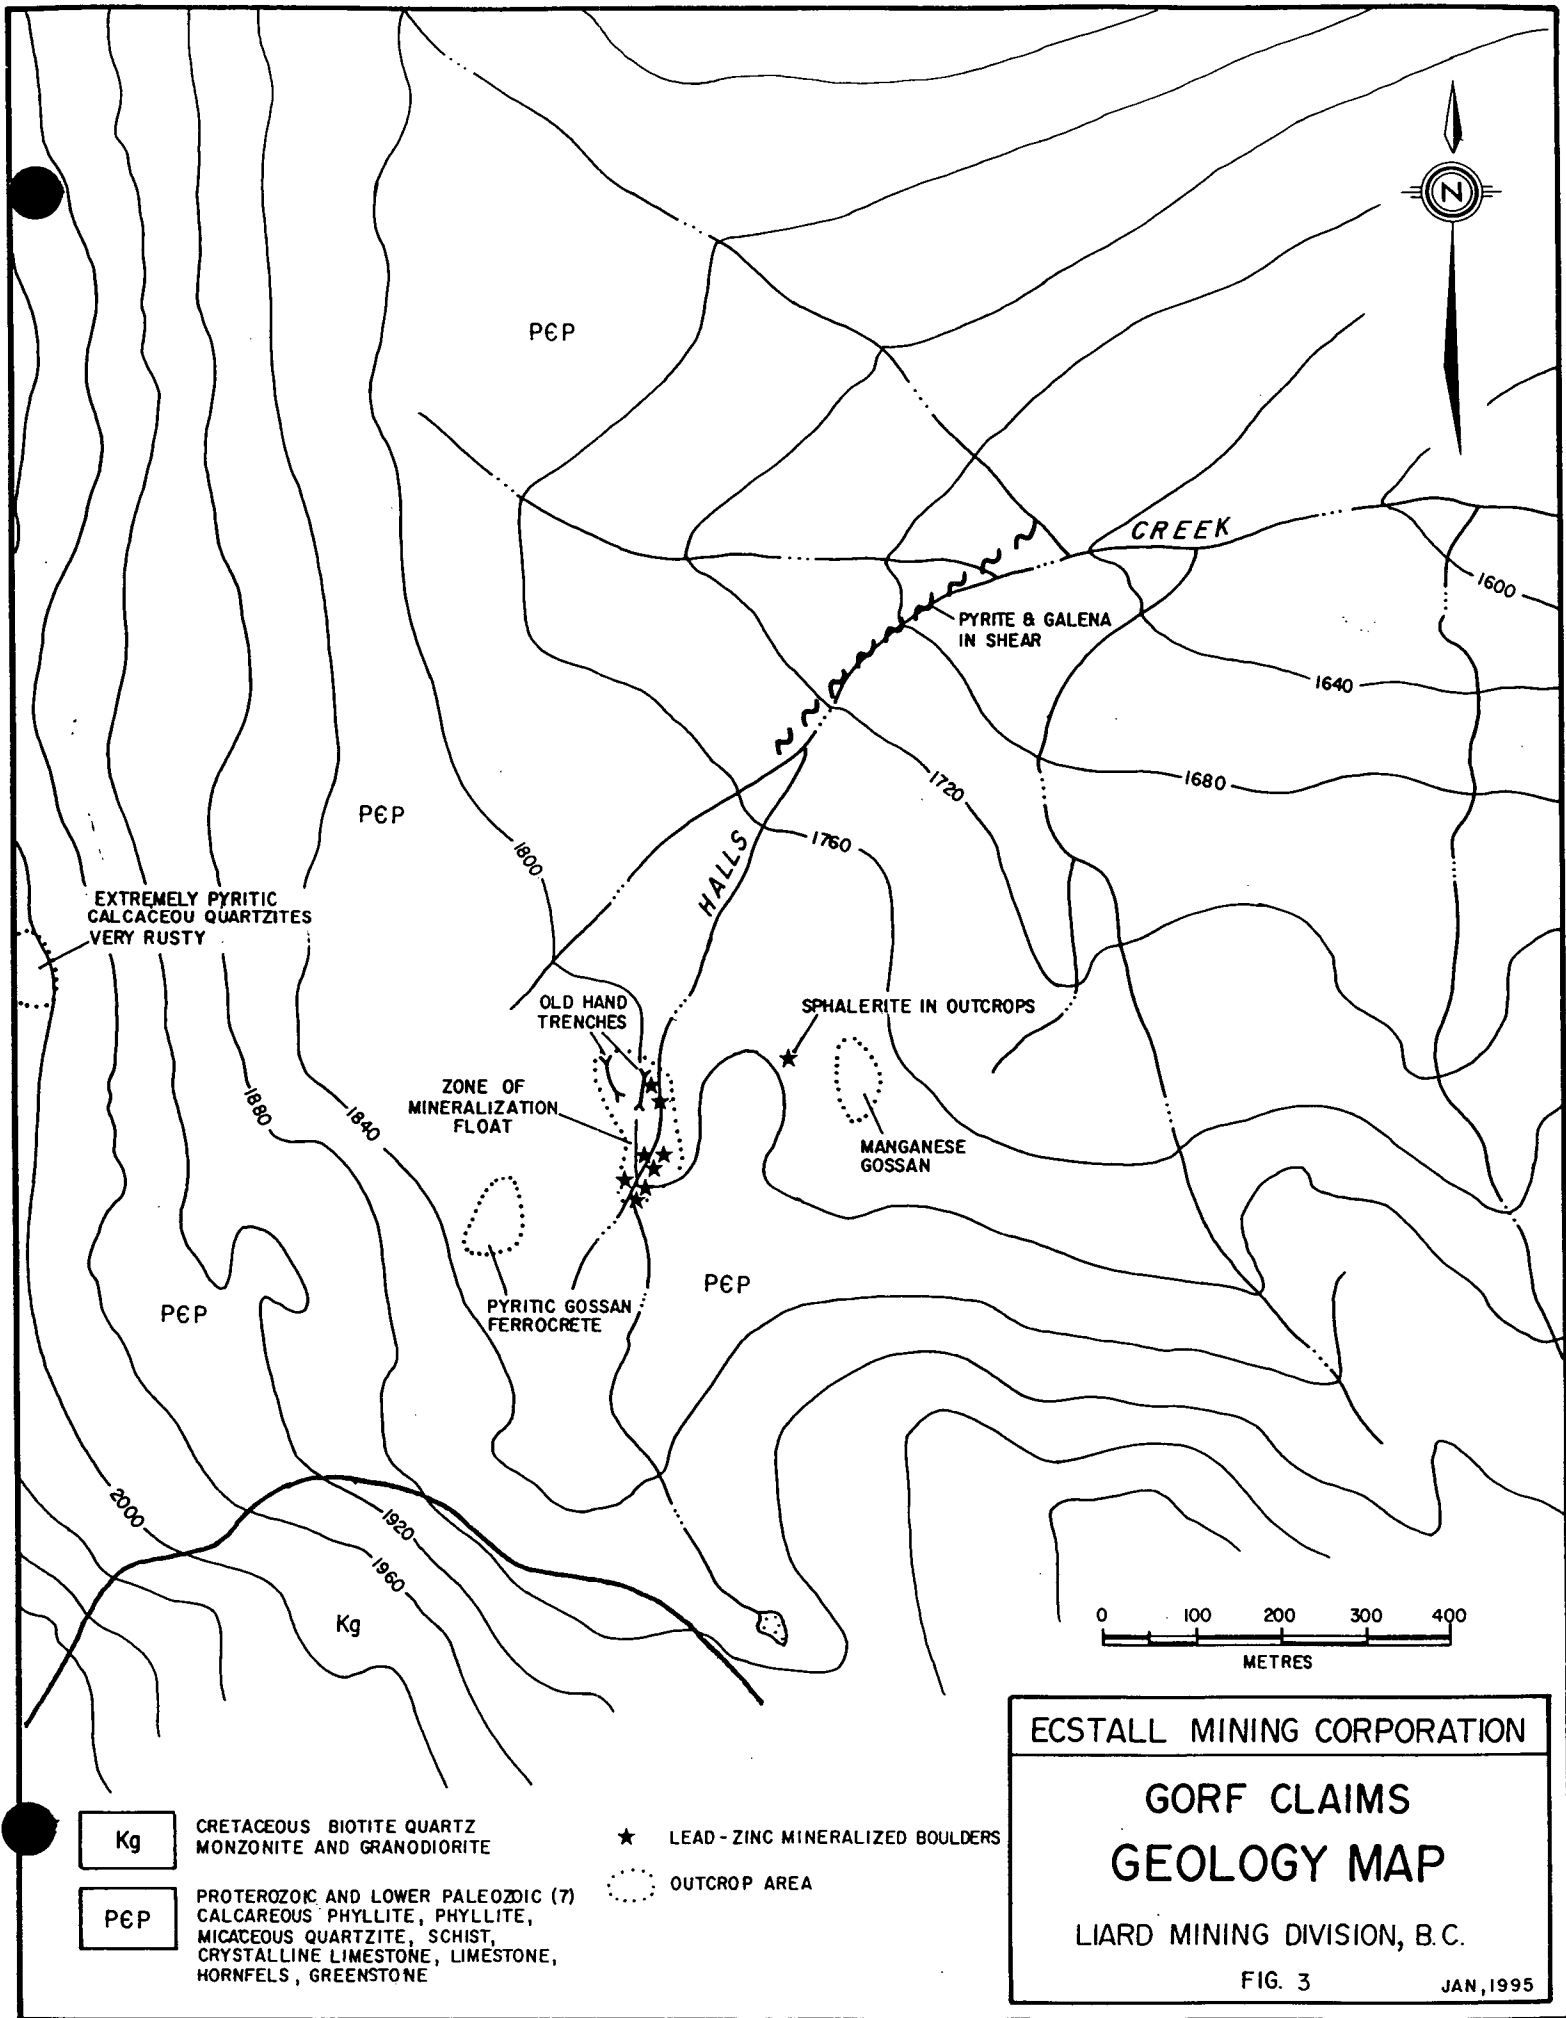 N
PЄP
CREEK
1600
PYRITE & GALENA
IN SHEAR
1640
1680
1720
1760
HALLS
1800
PЄP
EXTREMELY PYRITIC
CALCACEOU QUARTZITES
VERY RUSTY
OLD HAND
TRENCHES
SPHALERITE IN OUTCROPS
ZONE OF
MINERALIZATION
FLOAT
1880
1840
MANGANESE
GOSSAN
PЄP
PYRITIC GOSSAN
FERROCRETE
PЄP
2000
1920
1960
Kg
0 100 200 300 400
METRES
ECSTALL MINING CORPORATION
GORF CLAIMS
GEOLOGY MAP
LIARD MINING DIVISION, B.C.
FIG. 3
JAN, 1995
Kg
CRETACEOUS BIOTITE QUARTZ
MONZONITE AND GRANODIORITE
PЄP
PROTEROZOIC AND LOWER PALEOZOIC (7)
CALCAREOUS PHYLLITE, PHYLLITE,
MICACEOUS QUARTZITE, SCHIST,
CRYSTALLINE LIMESTONE, LIMESTONE,
HORNFELS, GREENSTONE
LEAD-ZINC MINERALIZED BOULDERS
OUTCROP AREA